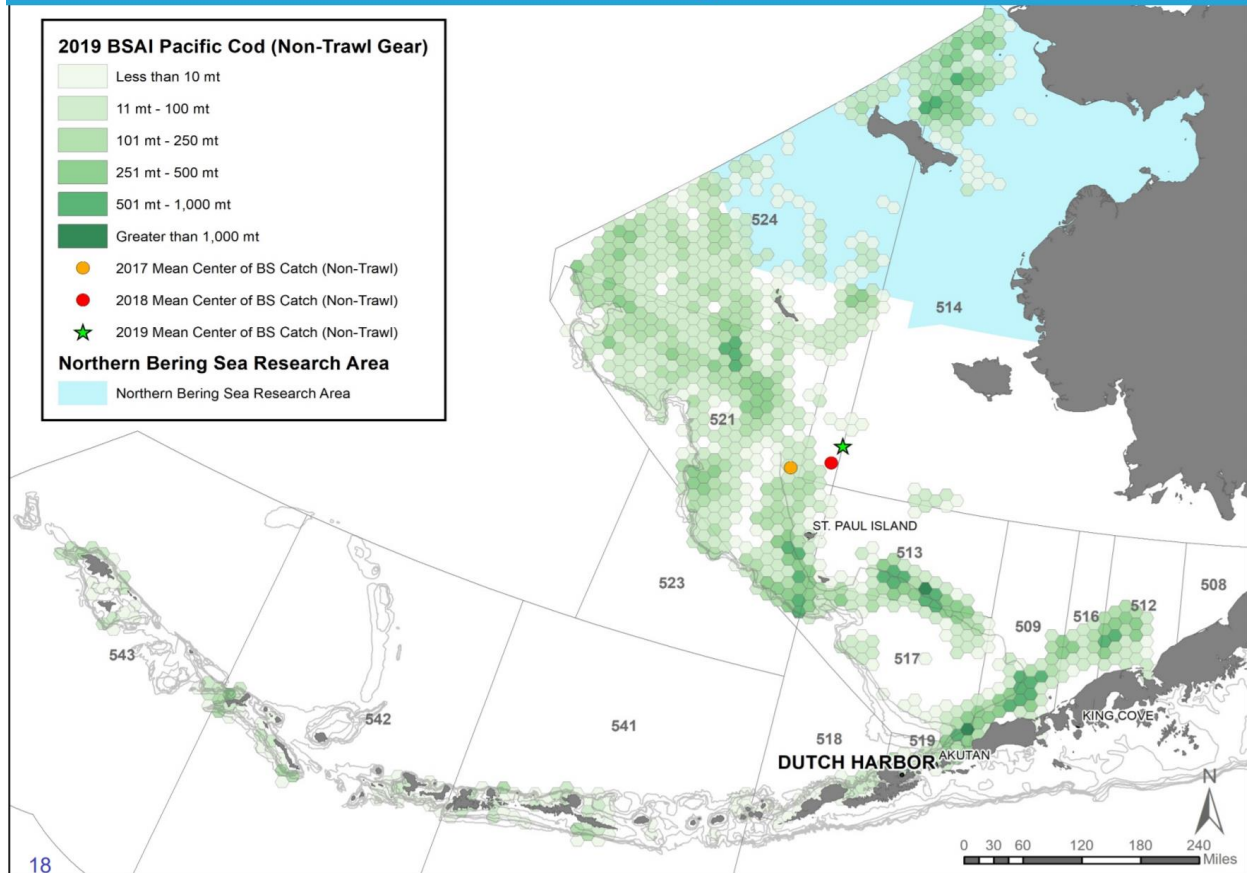 2019 BSAI Pacific Cod (Non-Trawl Gear)
Less than 10 mt
11 mt - 100 mt
101 mt - 250 mt
251 mt - 500 mt
501 mt - 1,000 mt
Greater than 1,000 mt
2017 Mean Center of BS Catch (Non-Trawl)
2018 Mean Center of BS Catch (Non-Trawl)
2019 Mean Center of BS Catch (Non-Trawl)
Northern Bering Sea Research Area
Northern Bering Sea Research Area
524
514
521
ST. PAUL ISLAND
513
523
508
512
516
509
543
517
542
541
KING COVE
518
519
AKUTAN
DUTCH HARBOR
N
0 30 60 120 180 240
Miles
18